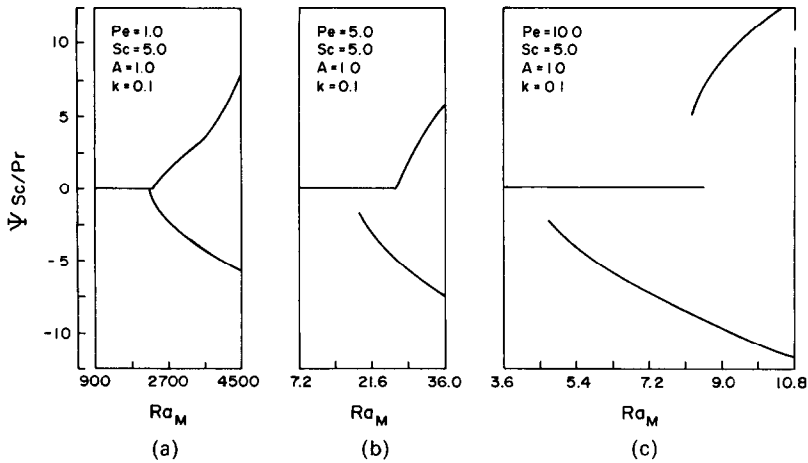 Ψ Sc/Pr
10
5
0
-5
-10
Pe = 1.0
Sc = 5.0
A = 1.0
k = 0.1
900 2700 4500
Ra_M
(a)
Pe = 5.0
Sc = 5.0
A = 1 0
k = 0.1
7.2 21.6 36.0
Ra_M
(b)
Pe = 10 0
Sc = 5.0
A = 1 0
k = 0 1
3.6 5.4 7.2 9.0 10.8
Ra_M
(c)